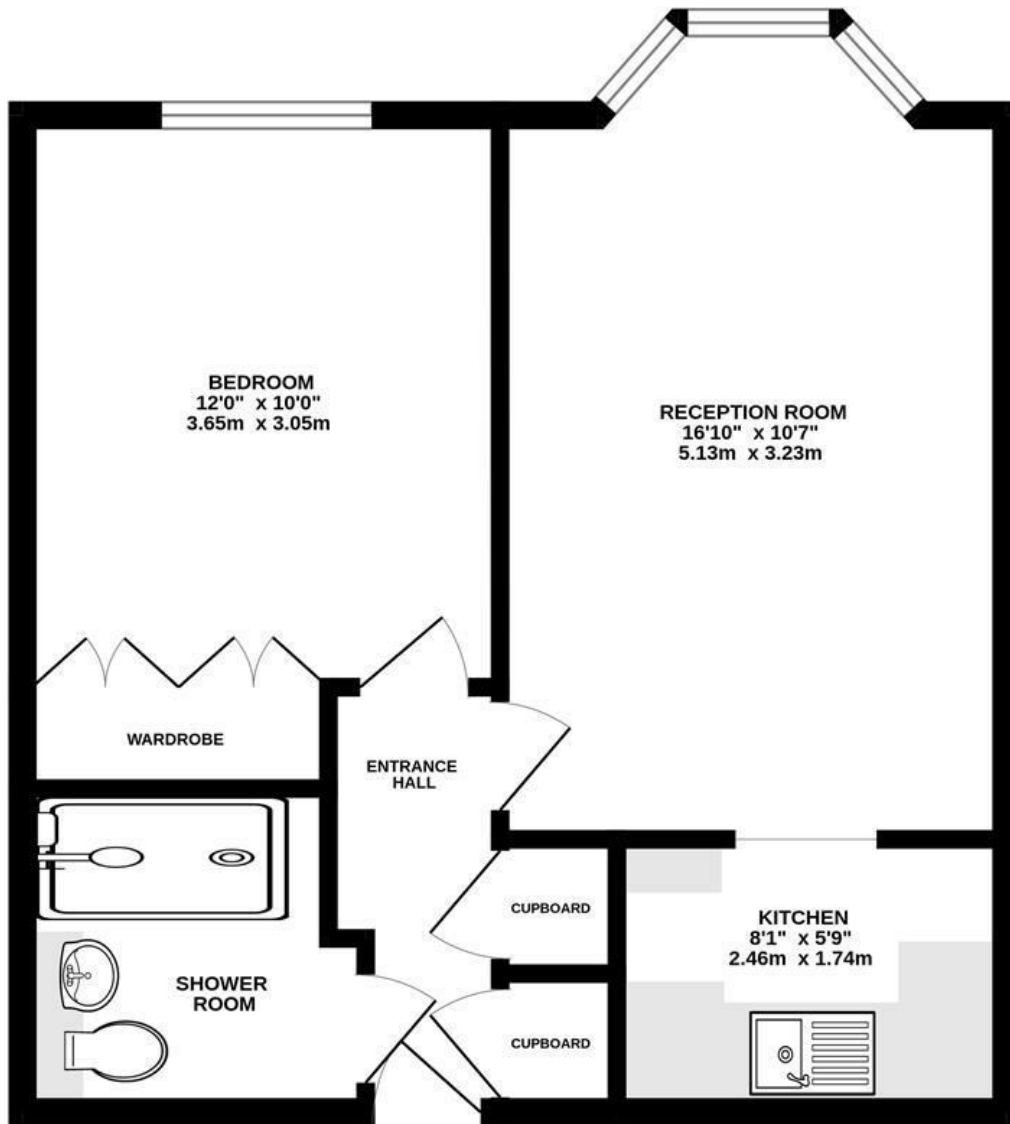 BEDROOM
12'0" x 10'0"
3.65m x 3.05m
RECEPTION ROOM
16'10" x 10'7"
5.13m x 3.23m
WARDROBE
ENTRANCE
HALL
CUPBOARD
KITCHEN
8'1" x 5'9"
2.46m x 1.74m
SHOWER
ROOM
CUPBOARD